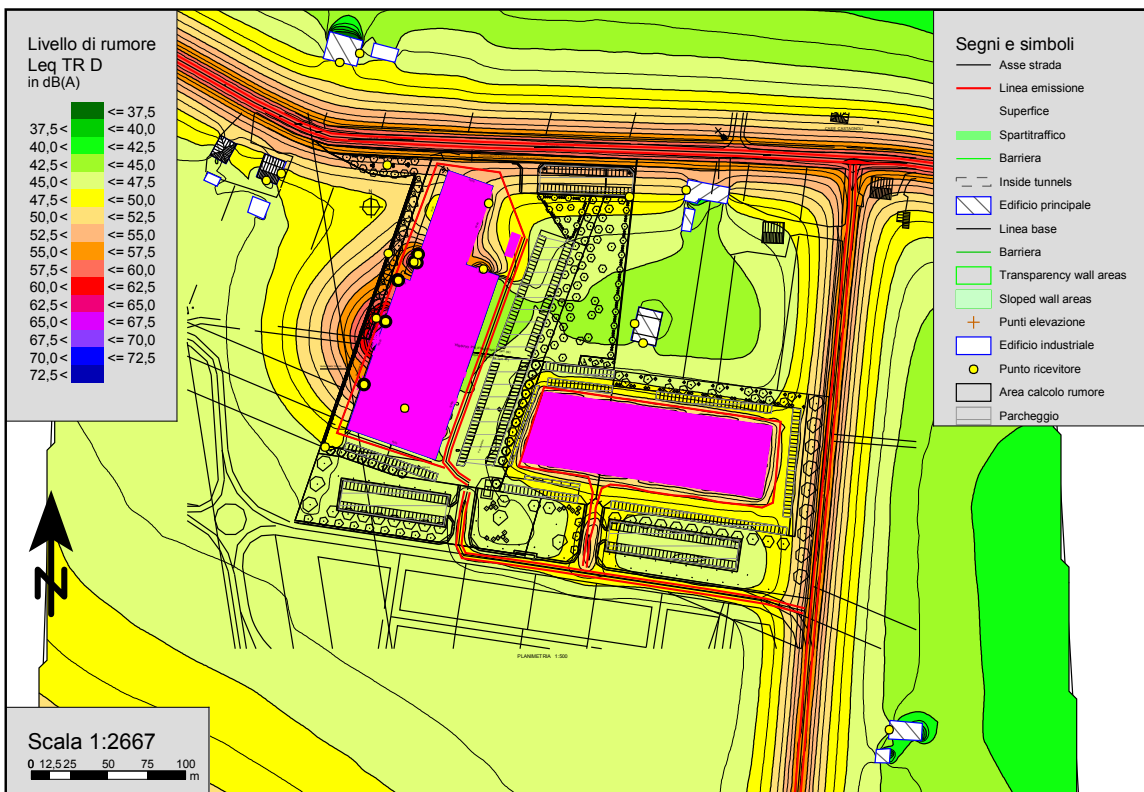 Livello di rumore
Leq TR D
in dB(A)
<= 37,5
37,5< <= 40,0
40,0< <= 42,5
42,5< <= 45,0
45,0< <= 47,5
47,5< <= 50,0
50,0< <= 52,5
52,5< <= 55,0
55,0< <= 57,5
57,5< <= 60,0
60,0< <= 62,5
62,5< <= 65,0
65,0< <= 67,5
67,5< <= 70,0
70,0< <= 72,5
72,5<
Segni e simboli
Asse strada
Linea emissione
Superfice
Spartitraffico
Barriera
Inside tunnels
Edificio principale
Linea base
Barriera
Transparency wall areas
Sloped wall areas
Punti elevazione
Edificio industriale
Punto ricevitore
Area calcolo rumore
Parcheggio
N
PLANIMETRIA 1:500
N
Scala 1:2667
0 12,5 25 50 75 100
m